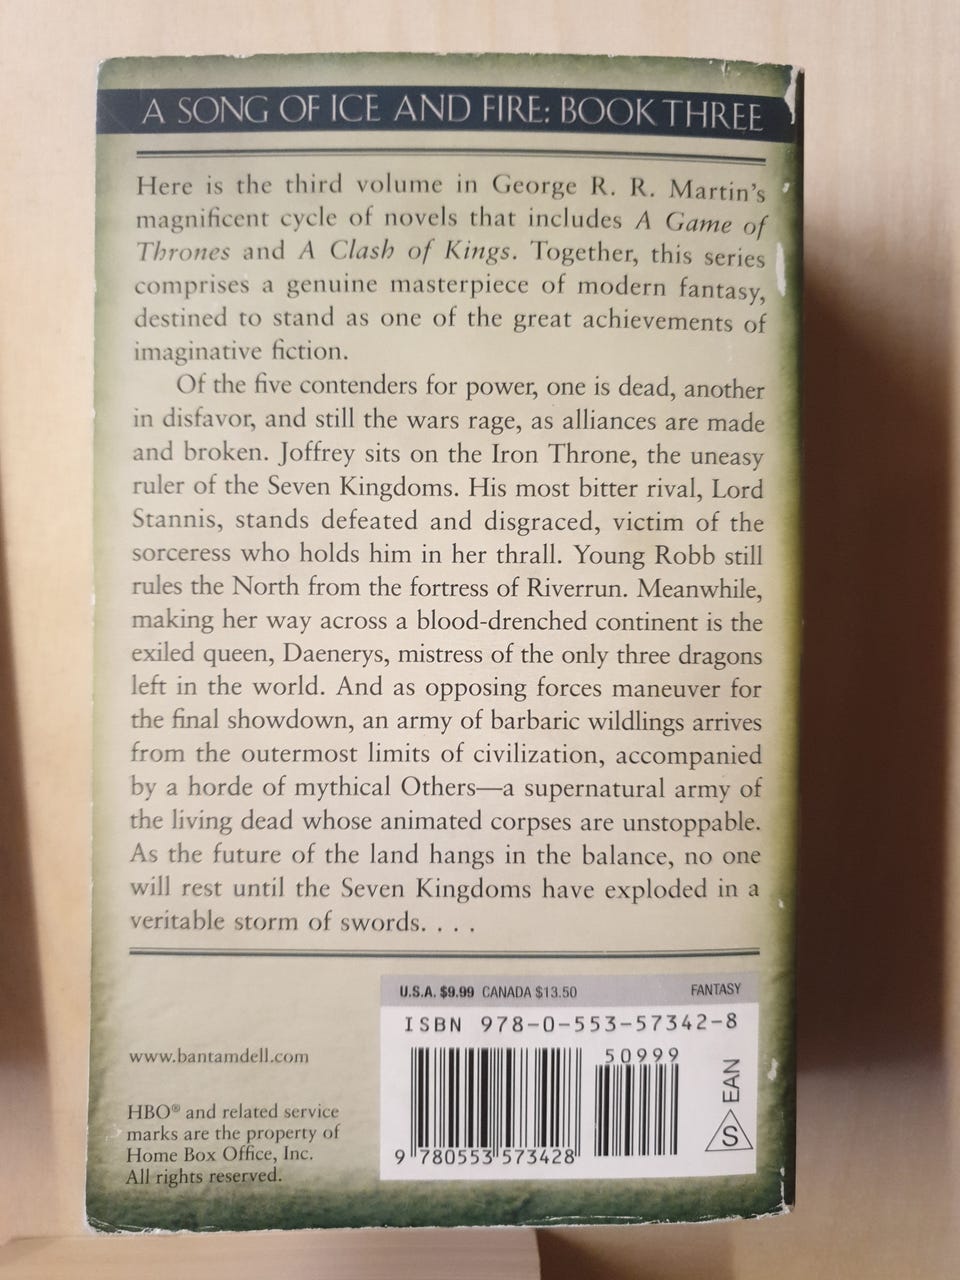 A SONG OF ICE AND FIRE: BOOK THREE
Here is the third volume in George R. R. Martin's
magnificent cycle of novels that includes A Game of
Thrones and A Clash of Kings. Together, this series
comprises a genuine masterpiece of modern fantasy,
destined to stand as one of the great achievements of
imaginative fiction.
Of the five contenders for power, one is dead, another
in disfavor, and still the wars rage, as alliances are made
and broken. Joffrey sits on the Iron Throne, the uneasy
ruler of the Seven Kingdoms. His most bitter rival, Lord
Stannis, stands defeated and disgraced, victim of the
sorceress who holds him in her thrall. Young Robb still
rules the North from the fortress of Riverrun. Meanwhile,
making her way across a blood-drenched continent is the
exiled queen, Daenerys, mistress of the only three dragons
left in the world. And as opposing forces maneuver for
the final showdown, an army of barbaric wildlings arrives
from the outermost limits of civilization, accompanied
by a horde of mythical Others—a supernatural army of
the living dead whose animated corpses are unstoppable.
As the future of the land hangs in the balance, no one
will rest until the Seven Kingdoms have exploded in a
veritable storm of swords. . . .
U.S.A. $9.99 CANADA $13.50 FANTASY
ISBN 978-0-553-57342-8
50999
9 780553 573428
S EAN
www.bantamdell.com
HBO® and related service
marks are the property of
Home Box Office, Inc.
All rights reserved.